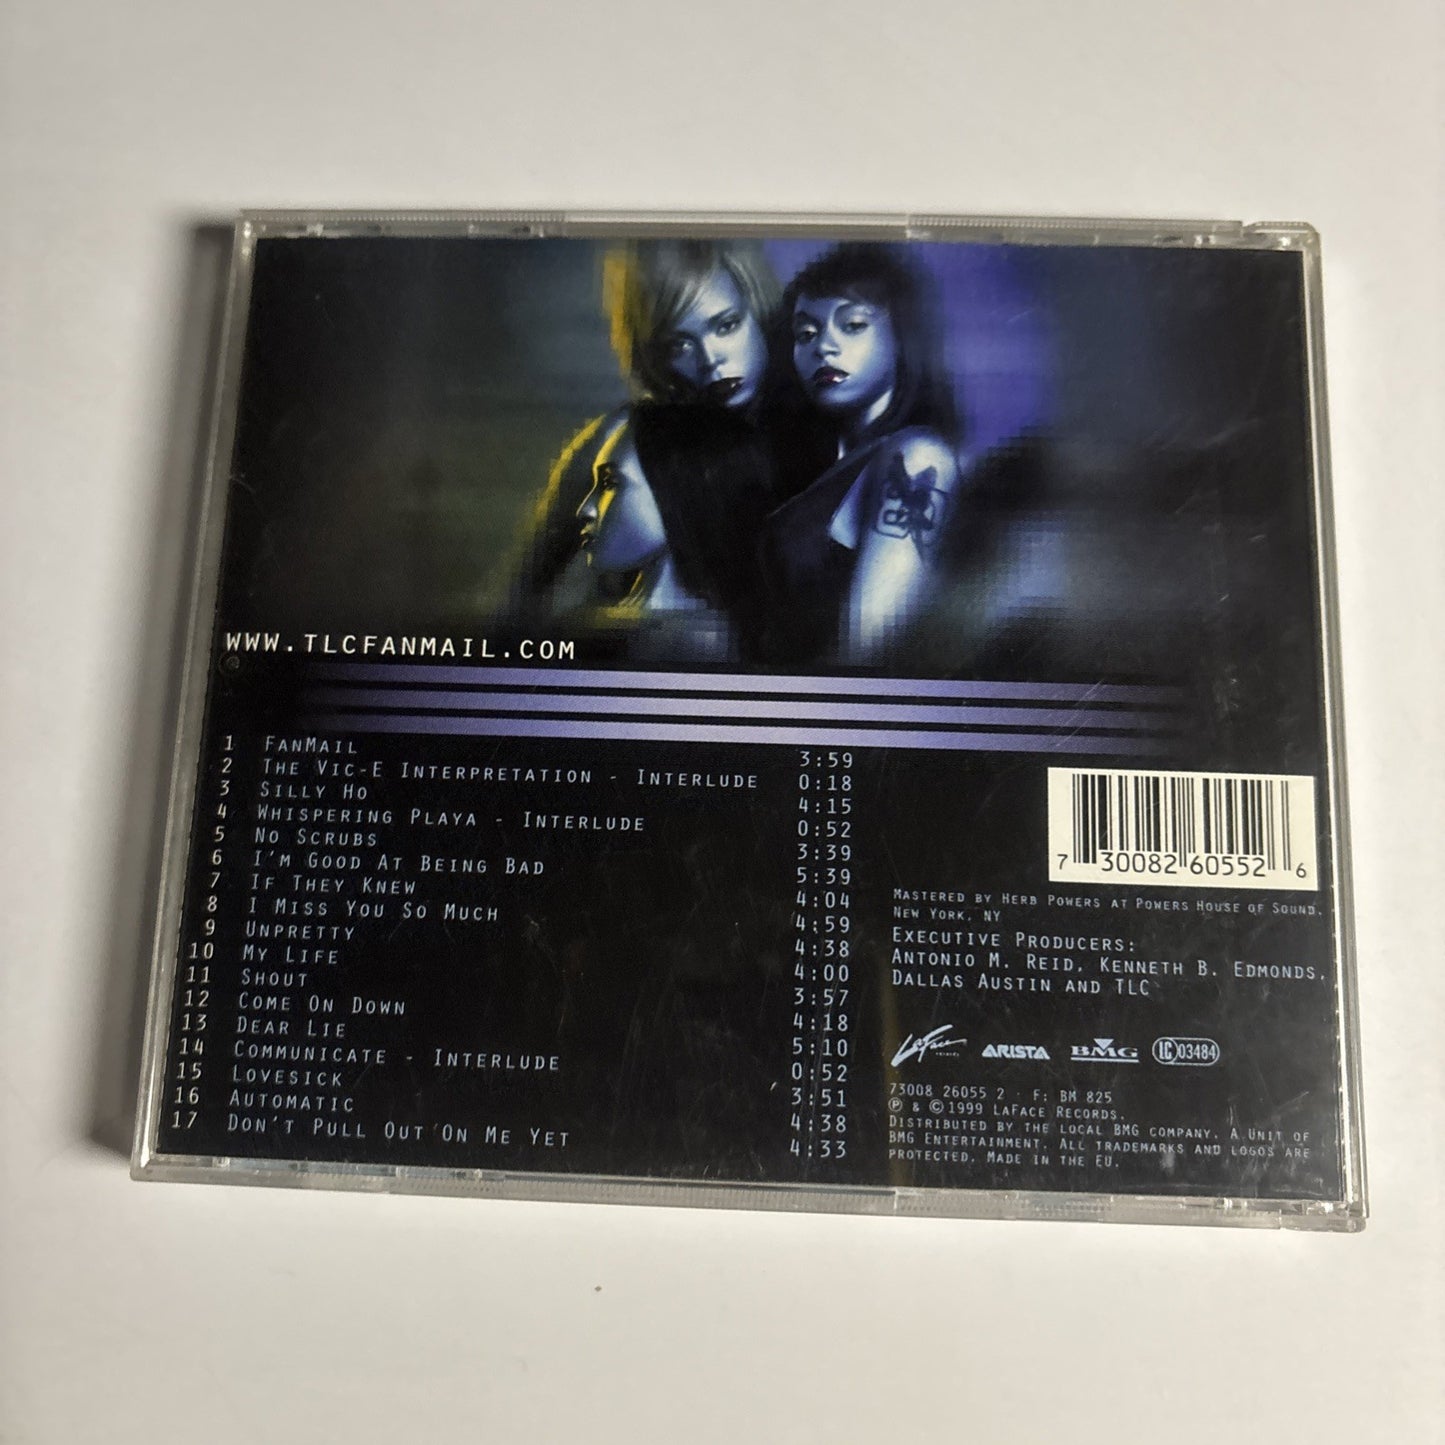 WWW.TLCFANMAIL.COM
1 FANMAIL 3:59
2 THE VIC-E INTERPRETATION - INTERLUDE 0:18
3 SILLY HO 4:15
4 WHISPERING PLAYA - INTERLUDE 0:52
5 NO SCRUBS 3:39
6 I'M GOOD AT BEING BAD 5:39
7 IF THEY KNEW 4:04
8 I MISS YOU SO MUCH 4:59
9 UNPRETTY 4:38
10 MY LIFE 4:00
11 SHOUT 3:57
12 COME ON DOWN 4:18
13 DEAR LIE 5:10
14 COMMUNICATE - INTERLUDE 0:52
15 LOVESICK 3:51
16 AUTOMATIC 4:38
17 DON'T PULL OUT ON ME YET 4:33
7 30082 60552 6
MASTERED BY HERB POWERS AT POWERS HOUSE OF SOUND.
NEW YORK, NY
EXECUTIVE PRODUCERS:
ANTONIO M. REID, KENNETH B. EDMONDS,
DALLAS AUSTIN AND TLC
LaFace ARISTA BMG LC 03484
73008 26055 2 · F: BM 825
℗ & © 1999 LAFACE RECORDS.
DISTRIBUTED BY THE LOCAL BMG COMPANY. A UNIT OF
BMG ENTERTAINMENT. ALL TRADEMARKS AND LOGOS ARE
PROTECTED. MADE IN THE EU.